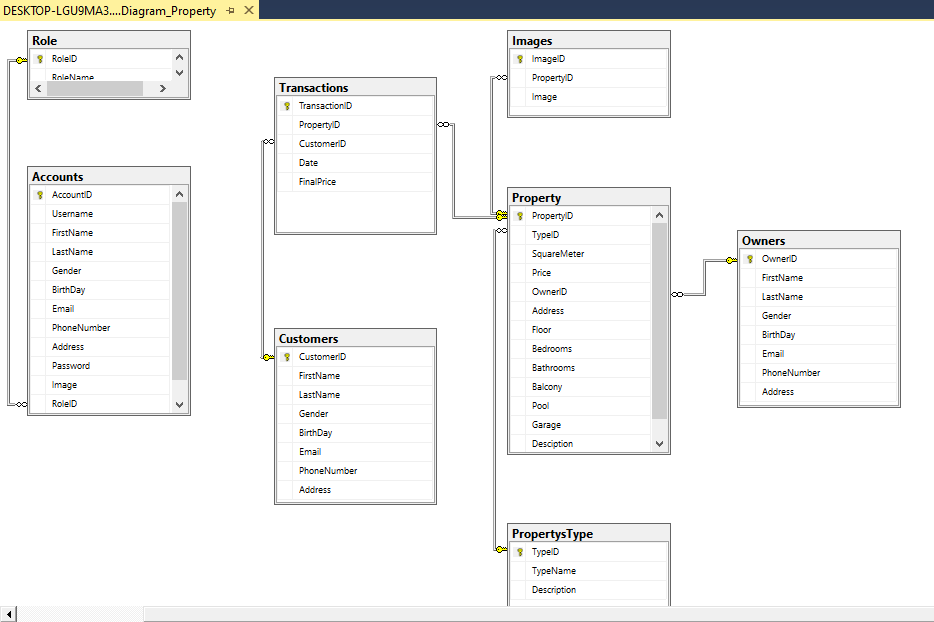 DESKTOP-LGU9MA3....Diagram_Property
Role
RoleID
RoleName
Accounts
AccountID
Username
FirstName
LastName
Gender
BirthDay
Email
PhoneNumber
Address
Password
Image
RoleID
Transactions
TransactionID
PropertyID
CustomerID
Date
FinalPrice
Customers
CustomerID
FirstName
LastName
Gender
BirthDay
Email
PhoneNumber
Address
Images
ImageID
PropertyID
Image
Property
PropertyID
TypeID
SquareMeter
Price
OwnerID
Address
Floor
Bedrooms
Bathrooms
Balcony
Pool
Garage
Desciption
PropertysType
TypeID
TypeName
Description
Owners
OwnerID
FirstName
LastName
Gender
BirthDay
Email
PhoneNumber
Address